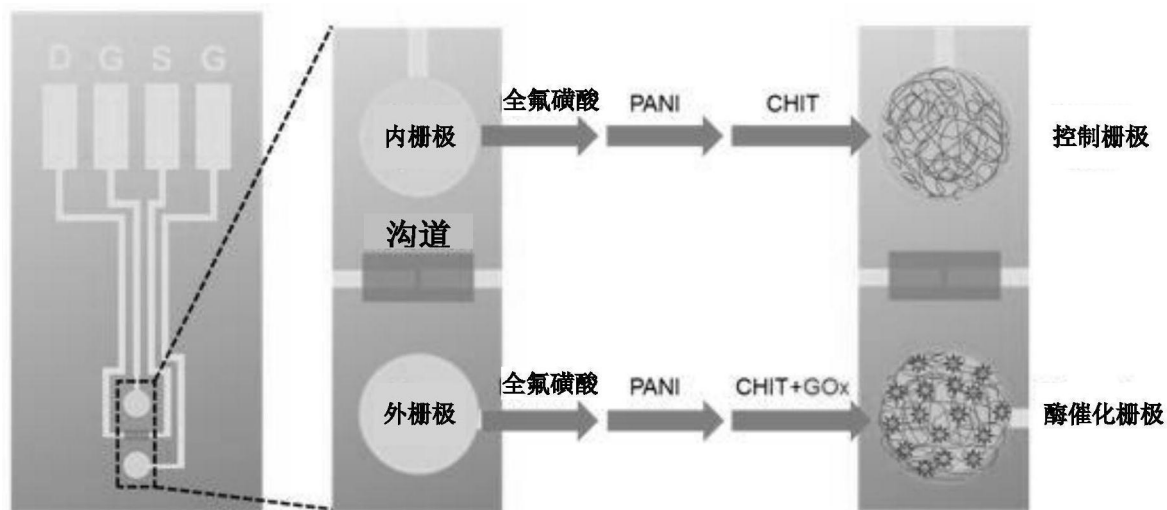 D G S G
内栅极
全氟磺酸
PANI
CHIT
控制栅极
沟道
外栅极
全氟磺酸
PANI
CHIT+GOx
酶催化栅极